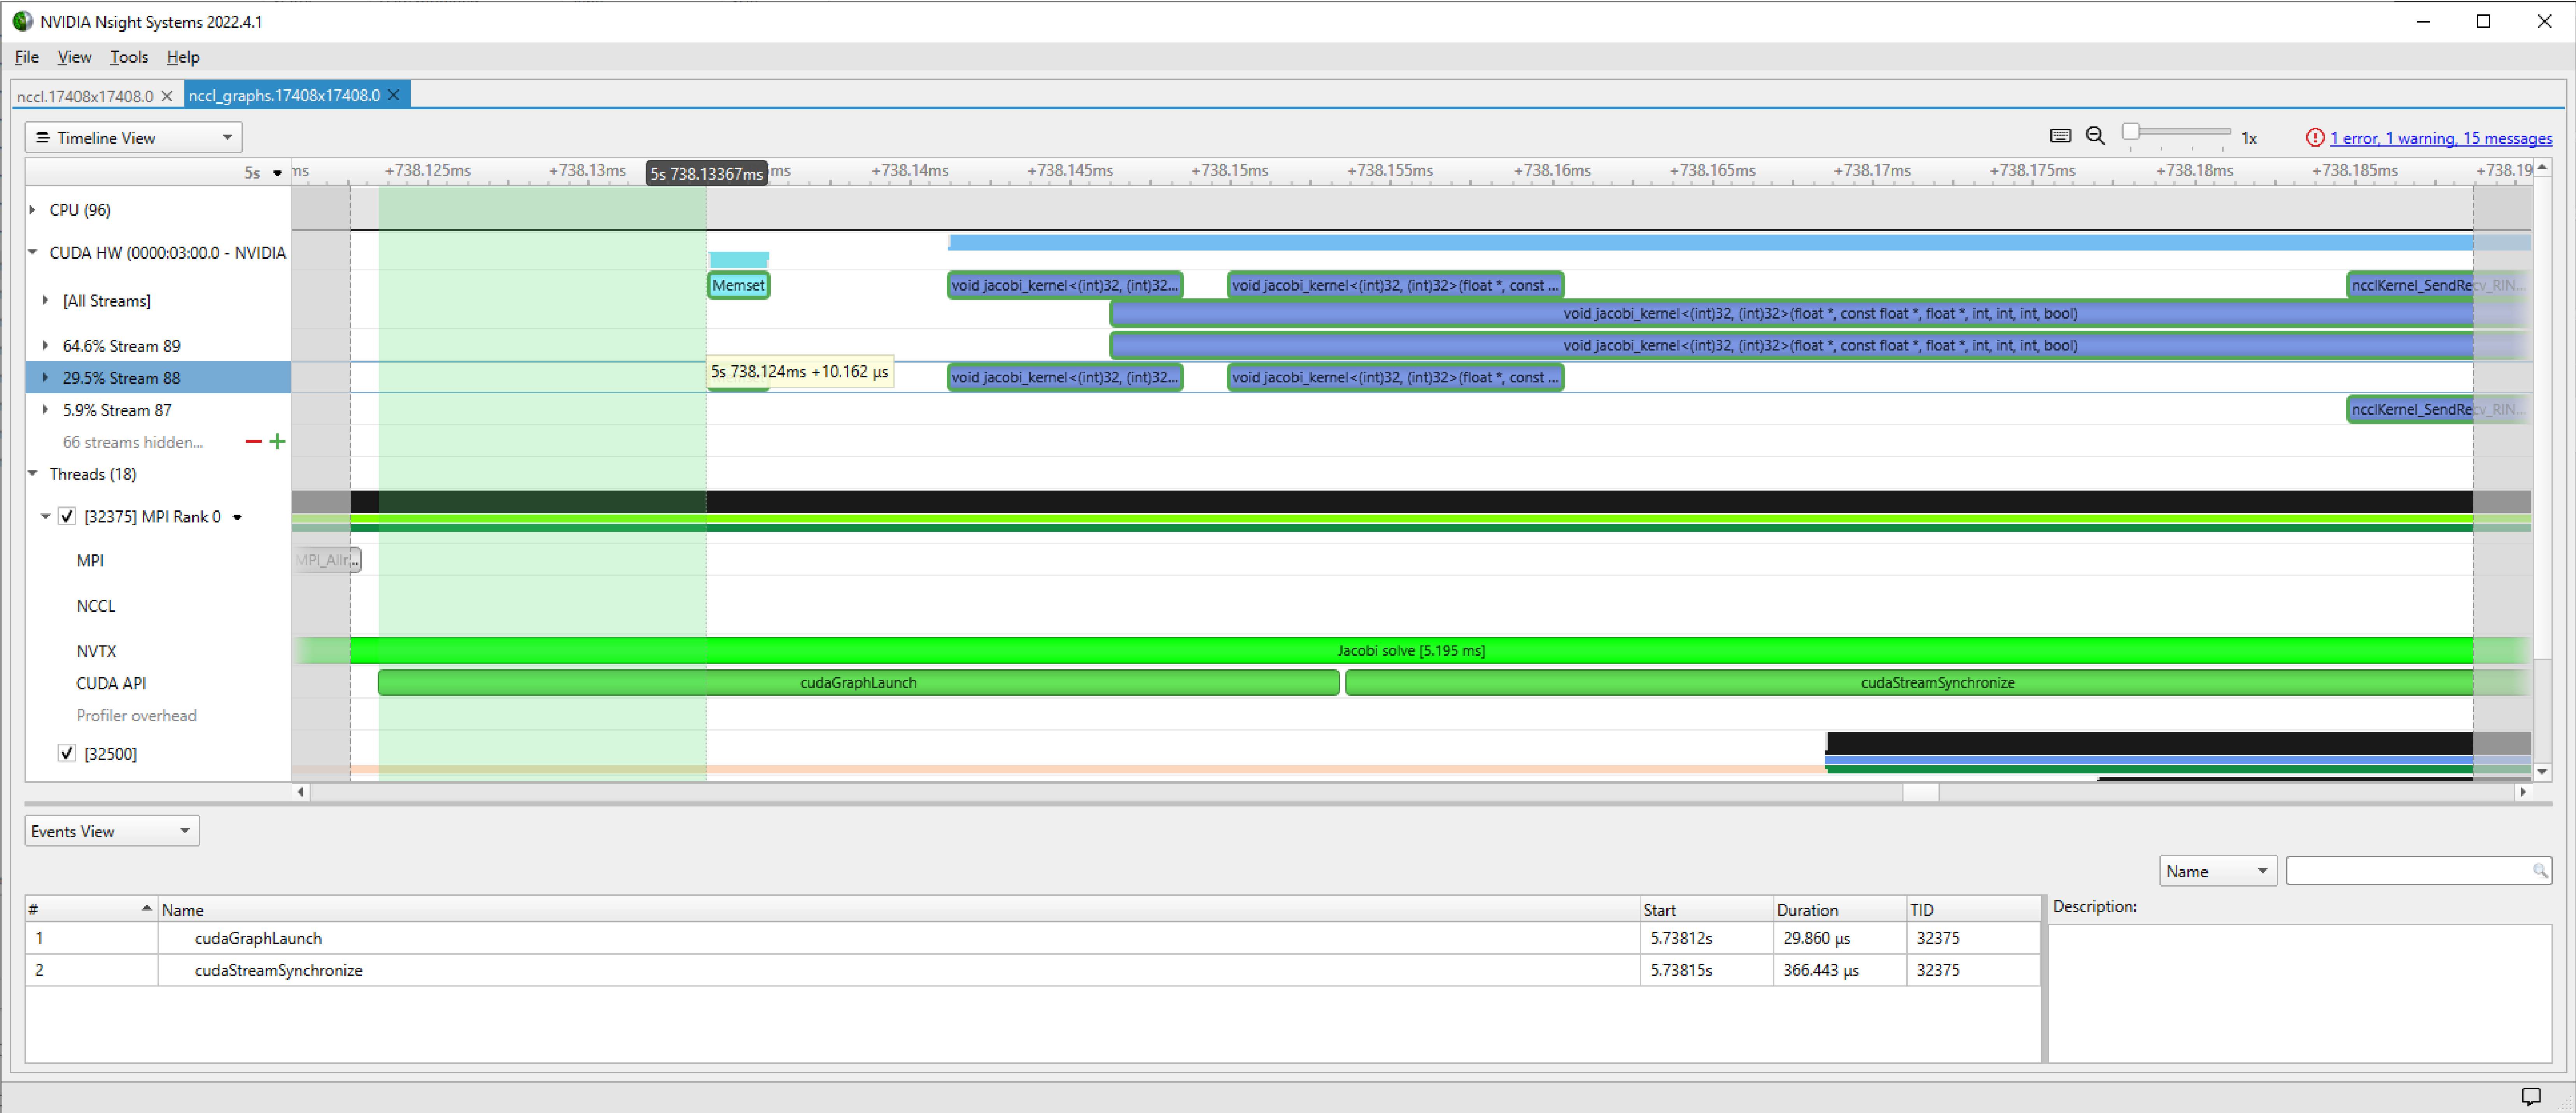 NVIDIA Nsight Systems 2022.4.1
File View Tools Help
nccl.17408x17408.0 nccl_graphs.17408x17408.0
Timeline View
1x
1 error, 1 warning, 15 messages
5s
ms +738.125ms +738.13ms 5s 738.13367ms ms +738.14ms +738.145ms +738.15ms +738.155ms +738.16ms +738.165ms +738.17ms +738.175ms +738.18ms +738.185ms +738.19
CPU (96)
CUDA HW (0000:03:00.0 - NVIDIA
[All Streams]
Memset void jacobi_kernel<(int)32, (int)32... void jacobi_kernel<(int)32, (int)32>(float *, const ... ncclKernel_SendRecv_RIN...
void jacobi_kernel<(int)32, (int)32>(float *, const float *, float *, int, int, int, bool)
64.6% Stream 89 void jacobi_kernel<(int)32, (int)32>(float *, const float *, float *, int, int, int, bool)
29.5% Stream 88 5s 738.124ms +10.162 µs void jacobi_kernel<(int)32, (int)32... void jacobi_kernel<(int)32, (int)32>(float *, const ...
5.9% Stream 87 ncclKernel_SendRecv_RIN...
66 streams hidden... − +
Threads (18)
[32375] MPI Rank 0
MPI MPI_Allr...
NCCL
NVTX Jacobi solve [5.195 ms]
CUDA API cudaGraphLaunch cudaStreamSynchronize
Profiler overhead
[32500]
Events View
Name
# Name Start Duration TID Description:
1 cudaGraphLaunch 5.73812s 29.860 µs 32375
2 cudaStreamSynchronize 5.73815s 366.443 µs 32375